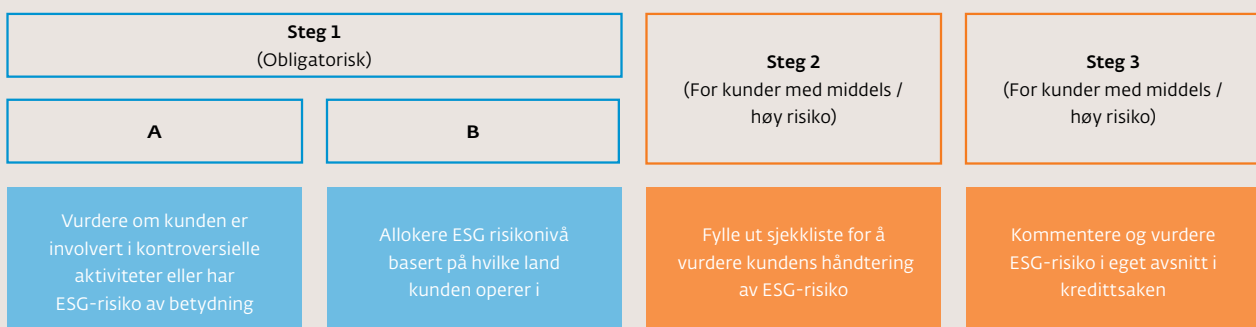 Steg 1
(Obligatorisk)
A
B
Steg 2
(For kunder med middels /
høy risiko)
Steg 3
(For kunder med middels /
høy risiko)
Vurdere om kunden er
involvert i kontroversielle
aktiviteter eller har
ESG-risiko av betydning
Allokere ESG risikonivå
basert på hvilke land
kunden operer i
Fylle ut sjekkliste for å
vurdere kundens håndtering
av ESG-risiko
Kommentere og vurdere
ESG-risiko i eget avsnitt i
kredittsaken